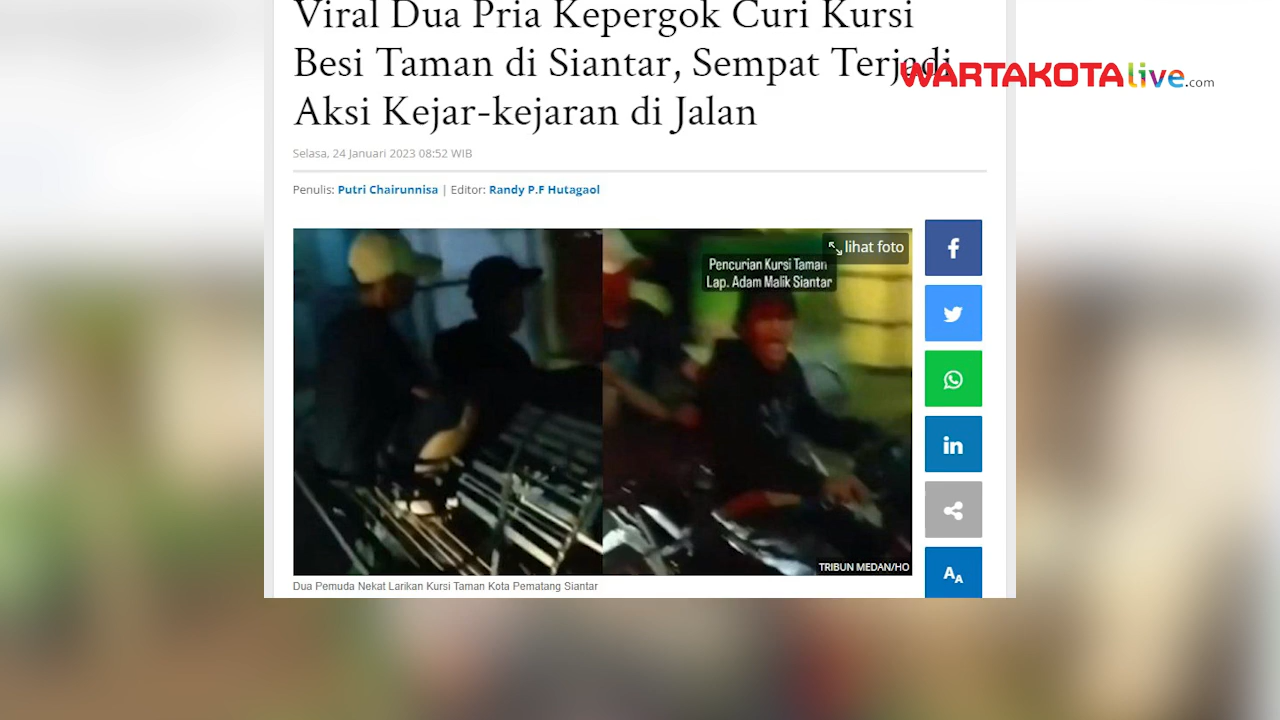 Viral Dua Pria Kepergok Curi Kursi
Besi Taman di Siantar, Sempat Terjadi
Aksi Kejar-kejaran di Jalan
WARTAKOTAlive.com
Selasa, 24 Januari 2023 08:52 WIB
Penulis: Putri Chairunnisa | Editor: Randy P.F Hutagaol
lihat foto
Pencurian Kursi Taman
Lap. Adam Malik Siantar
f
in
AA
TRIBUN MEDAN/HO
Dua Pemuda Nekat Larikan Kursi Taman Kota Pematang Siantar